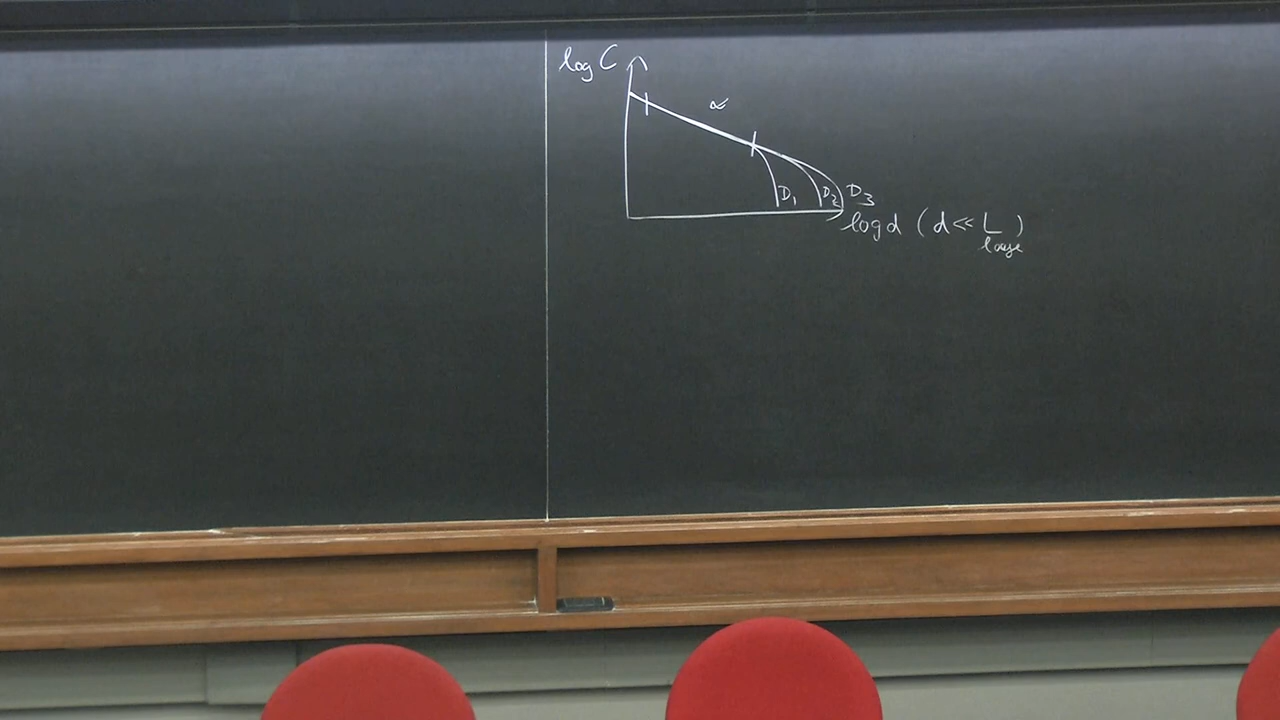 log C
α
D₁ D₂ D₃
log d ( d << L )
large